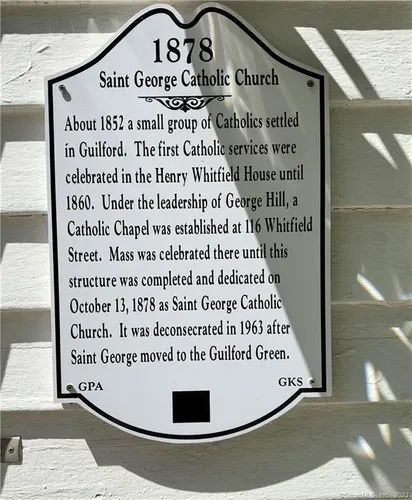 1878
Saint George Catholic Church
About 1852 a small group of Catholics settled
in Guilford. The first Catholic services were
celebrated in the Henry Whitfield House until
1860. Under the leadership of George Hill, a
Catholic Chapel was established at 116 Whitfield
Street. Mass was celebrated there until this
structure was completed and dedicated on
October 13, 1878 as Saint George Catholic
Church. It was deconsecrated in 1963 after
Saint George moved to the Guilford Green.
GPA GKS